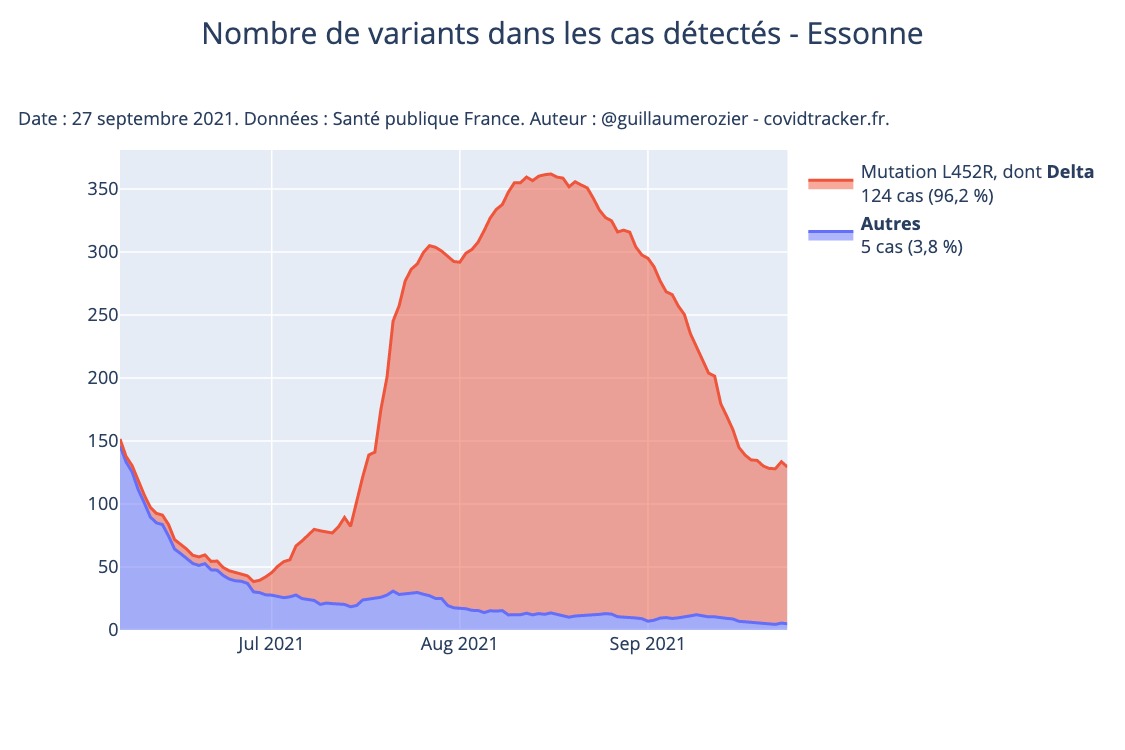 Nombre de variants dans les cas détectés - Essonne
Date : 27 septembre 2021. Données : Santé publique France. Auteur : @guillaumerozier - covidtracker.fr.
Mutation L452R, dont Delta
124 cas (96,2 %)
Autres
5 cas (3,8 %)
350
300
250
200
150
100
50
0
Jul 2021
Aug 2021
Sep 2021